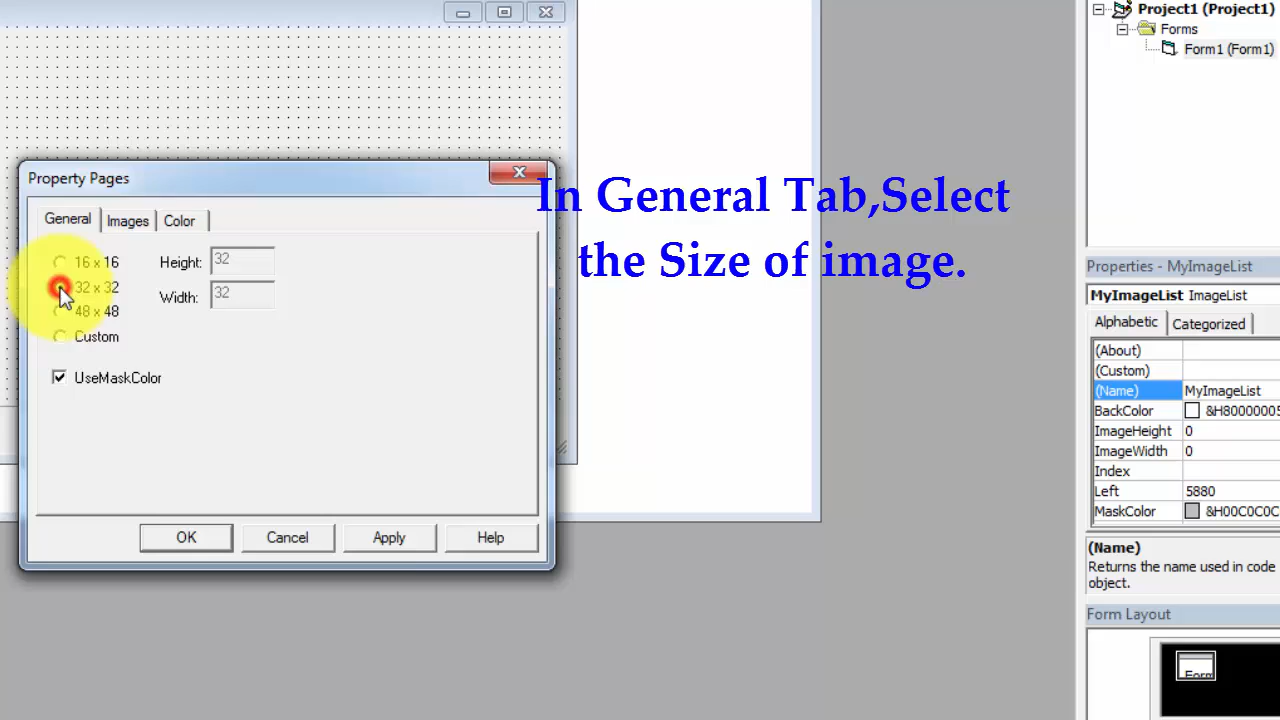 Project1 (Project1)
Forms
Form1 (Form1)
Property Pages
In General Tab,Select
the Size of image.
General Images Color
16 x 16
Height: 32
32 x 32
Width: 32
48 x 48
Custom
UseMaskColor
OK Cancel Apply Help
Properties - MyImageList
MyImageList ImageList
Alphabetic Categorized
(About)
(Custom)
(Name) MyImageList
BackColor &H80000005
ImageHeight 0
ImageWidth 0
Index
Left 5880
MaskColor &H00C0C0C
(Name)
Returns the name used in code
object.
Form Layout
Form